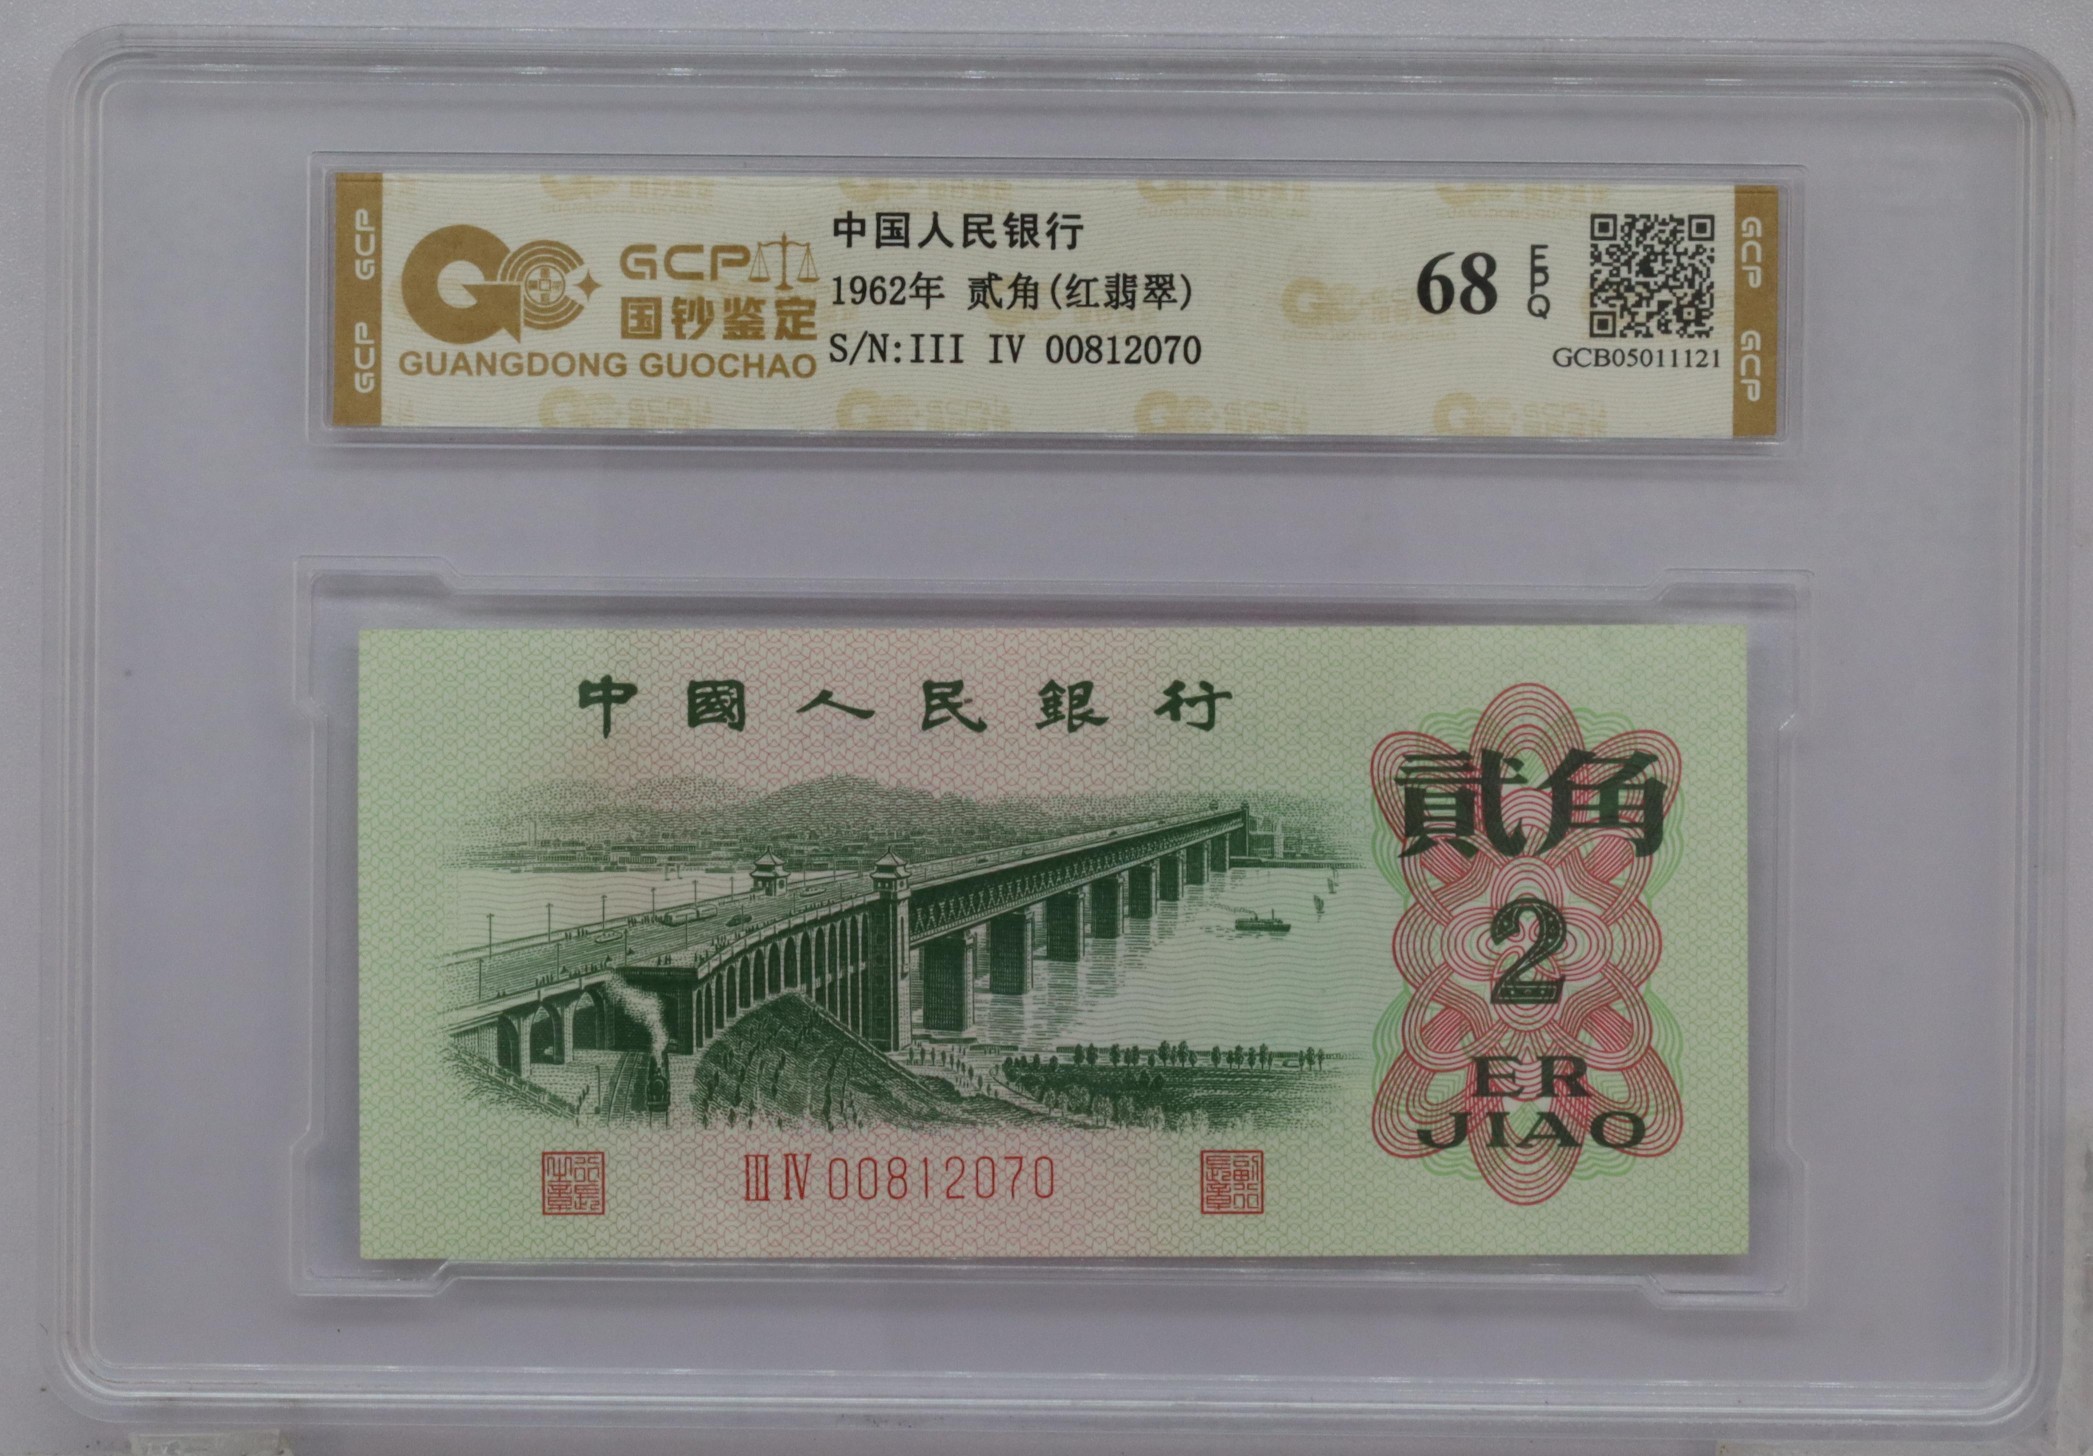 GCP GCP
GCP
国钞鉴定
GUANGDONG GUOCHAO
中国人民银行
1962年 贰角(红翡翠)
S/N:III IV 00812070
68 EPQ
GCB05011121
GCP GCP
中國人民銀行
貳角
2
ER
JIAO
III IV 00812070